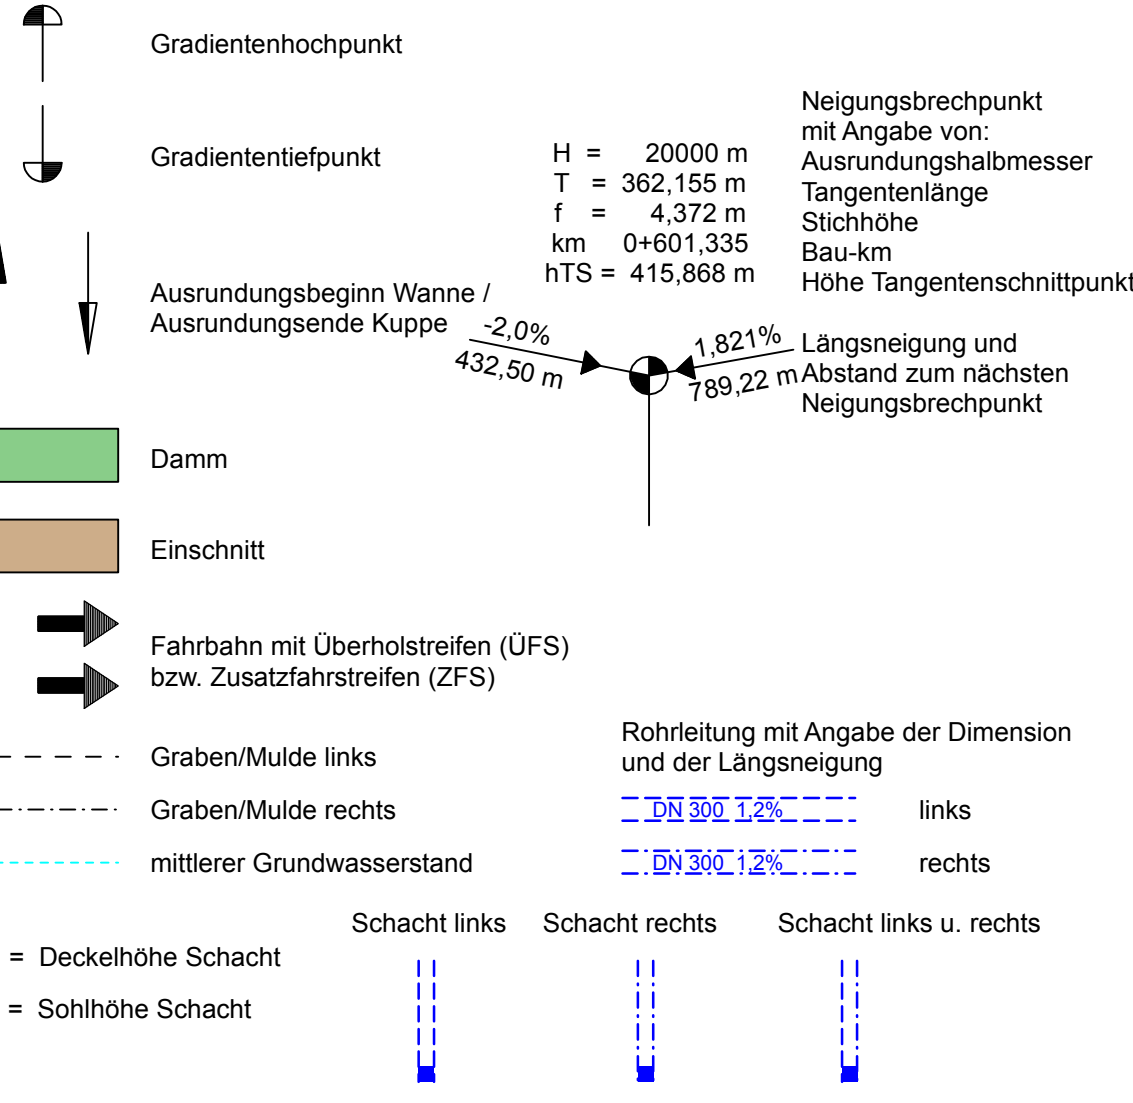 Gradientenhochpunkt
Gradiententiefpunkt
H = 20000 m
T = 362,155 m
f = 4,372 m
km 0+601,335
hTS = 415,868 m
Neigungsbrechpunkt
mit Angabe von:
Ausrundungshalbmesser
Tangentenlänge
Stichhöhe
Bau-km
Höhe Tangentenschnittpunkt
Ausrundungsbeginn Wanne /
Ausrundungsende Kuppe
-2,0%
432,50 m
1,821%
789,22 m
Längsneigung und
Abstand zum nächsten
Neigungsbrechpunkt
Damm
Einschnitt
Fahrbahn mit Überholstreifen (ÜFS)
bzw. Zusatzfahrstreifen (ZFS)
Graben/Mulde links
Graben/Mulde rechts
mittlerer Grundwasserstand
Rohrleitung mit Angabe der Dimension
und der Längsneigung
DN 300 1,2% links
DN 300 1,2% rechts
Schacht links Schacht rechts Schacht links u. rechts
= Deckelhöhe Schacht
= Sohlhöhe Schacht